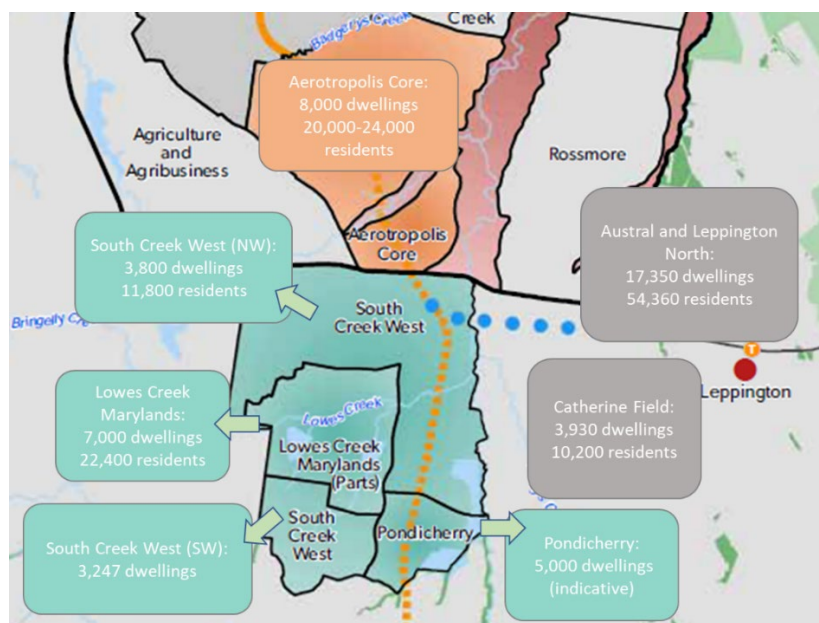 Creek
Badgerys Creek
Aerotropolis Core:
8,000 dwellings
20,000-24,000
residents
Agriculture
and
Agribusiness
Rossmore
Aerotropolis
Core
South Creek West (NW):
3,800 dwellings
11,800 residents
Austral and Leppington
North:
17,350 dwellings
54,360 residents
South
Creek West
T
Leppington
Lowes Creek
Marylands:
7,000 dwellings
22,400 residents
Lowes Creek
Lowes Creek
Marylands
(Parts)
Catherine Field:
3,930 dwellings
10,200 residents
South
Creek
West
Pondicherry
South Creek West (SW):
3,247 dwellings
Pondicherry:
5,000 dwellings
(indicative)